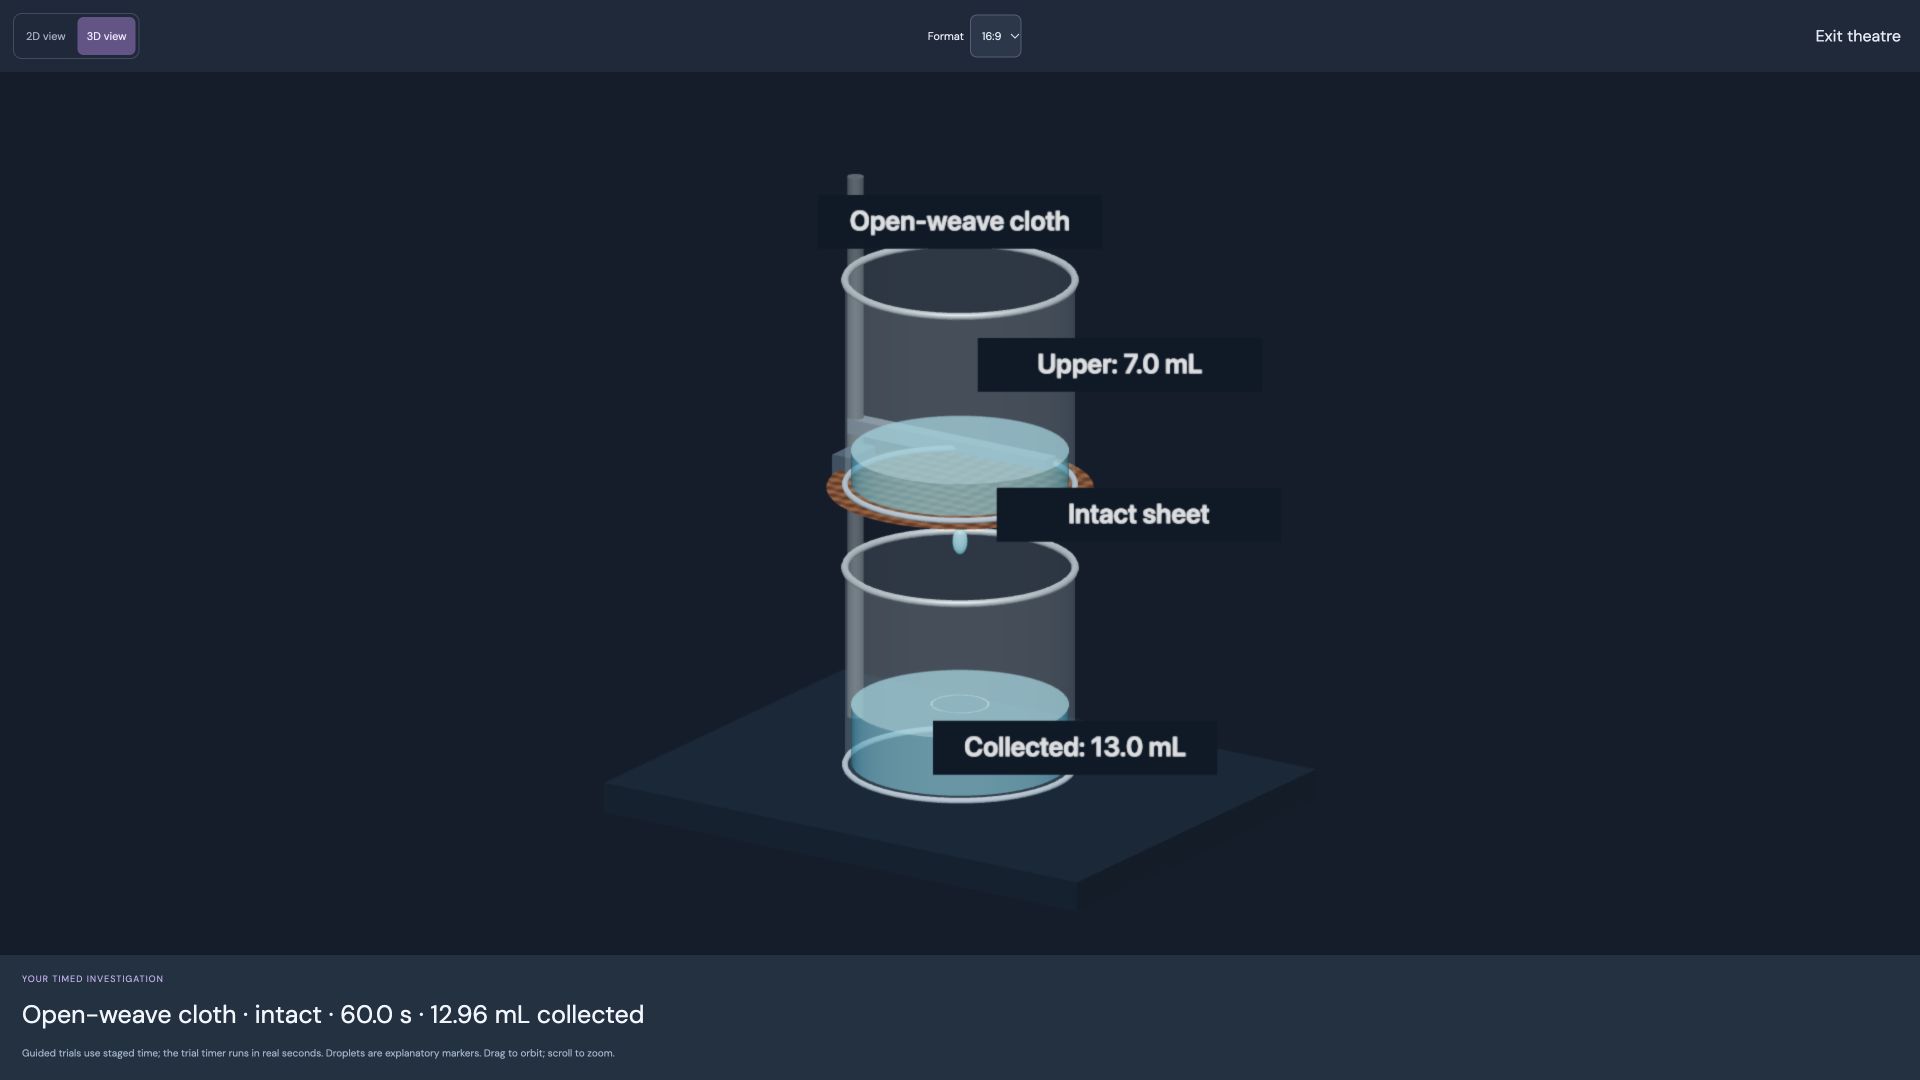 2D view
3D view
Format
16:9
Exit theatre
Open-weave cloth
Upper: 7.0 mL
Intact sheet
Collected: 13.0 mL
YOUR TIMED INVESTIGATION
Open-weave cloth · intact · 60.0 s · 12.96 mL collected
Guided trials use staged time; the trial timer runs in real seconds. Droplets are explanatory markers. Drag to orbit; scroll to zoom.